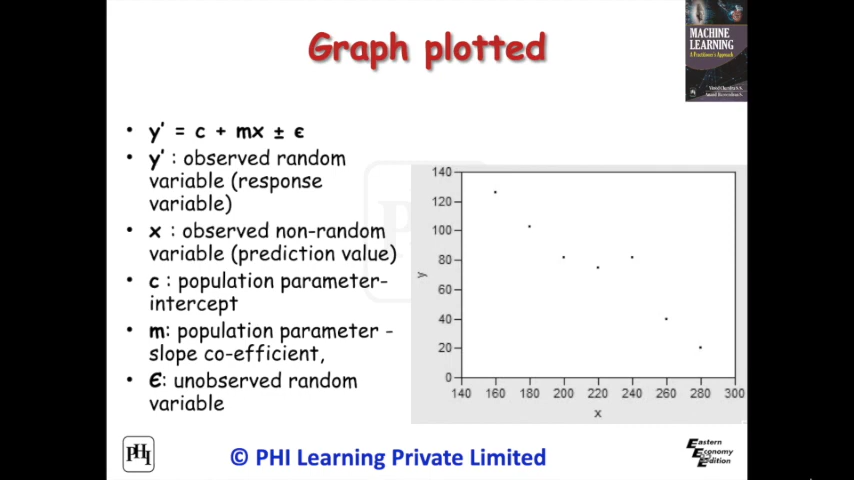 Graph plotted
MACHINE
LEARNING
A Practitioner's Approach
• y' = c + mx ± ϵ
• y' : observed random
variable (response
variable)
• x : observed non-random
variable (prediction value)
• c : population parameter-
intercept
• m: population parameter -
slope co-efficient,
• Є: unobserved random
variable
140
120
100
80
60
40
20
0
y
140 160 180 200 220 240 260 280 300
x
PHI
© PHI Learning Private Limited
Eastern
Economy
Edition